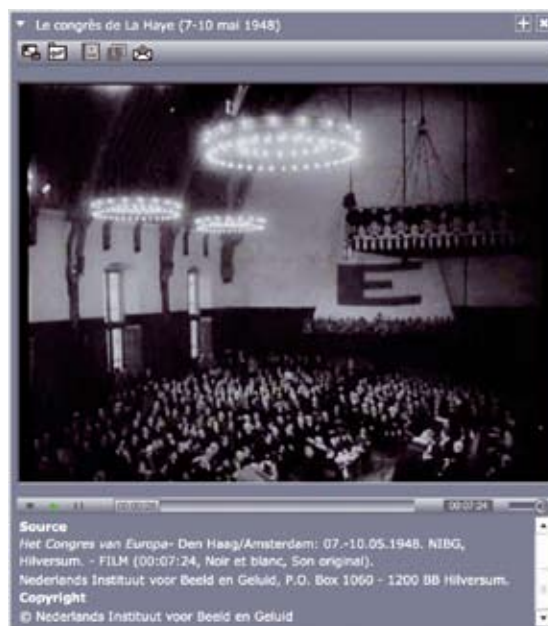 Le congrès de La Haye (7-10 mai 1948)
E
00:07:24
Source
Het Congres van Europa- Den Haag/Amsterdam: 07.-10.05.1948. NIBG,
Hilversum. - FILM (00:07:24, Noir et blanc, Son original).
Nederlands Instituut voor Beeld en Geluid, P.O. Box 1060 - 1200 BB Hilversum.
Copyright
© Nederlands Instituut voor Beeld en Geluid